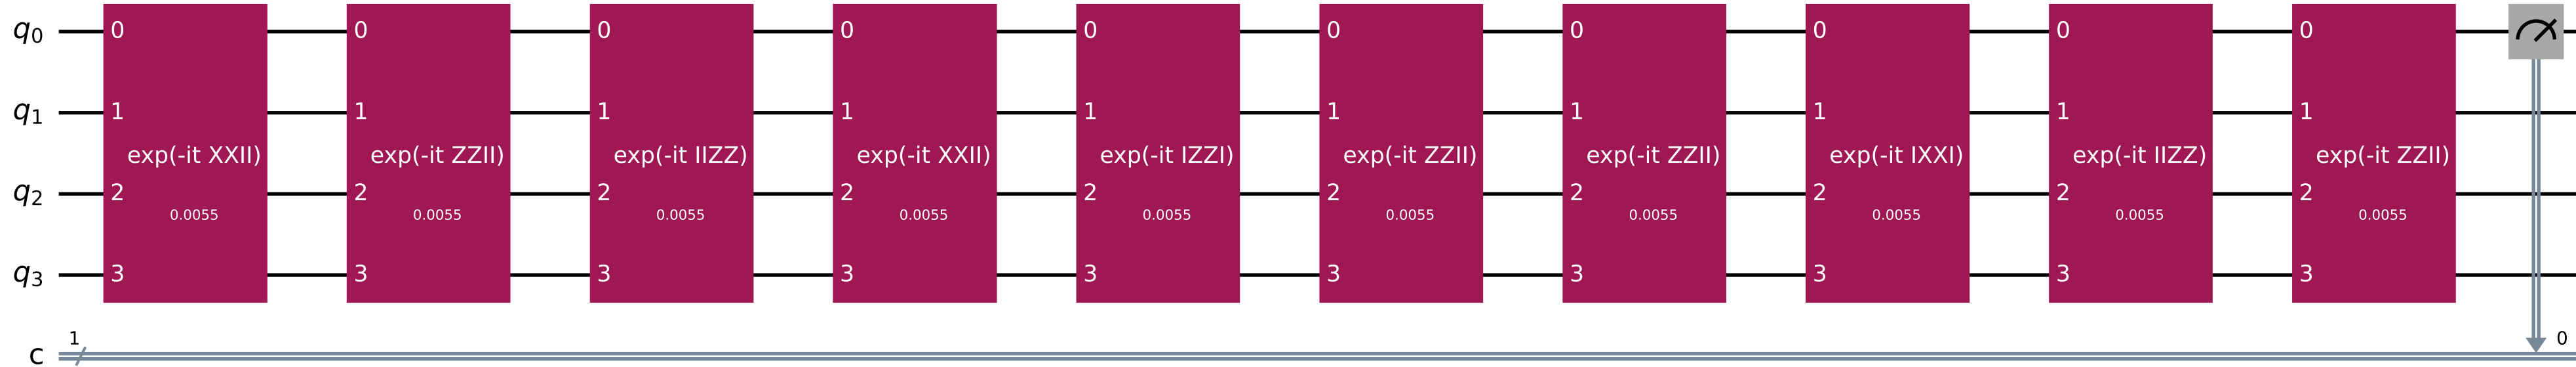 q0 0 0 0 0 0 0 0 0 0 0
q1 1 1 1 1 1 1 1 1 1 1
exp(-it XXII) exp(-it ZZII) exp(-it IIZZ) exp(-it XXII) exp(-it IZZI) exp(-it ZZII) exp(-it ZZII) exp(-it IXXI) exp(-it IIZZ) exp(-it ZZII)
q2 2 2 2 2 2 2 2 2 2 2
0.0055 0.0055 0.0055 0.0055 0.0055 0.0055 0.0055 0.0055 0.0055 0.0055
q3 3 3 3 3 3 3 3 3 3 3
1 0
c